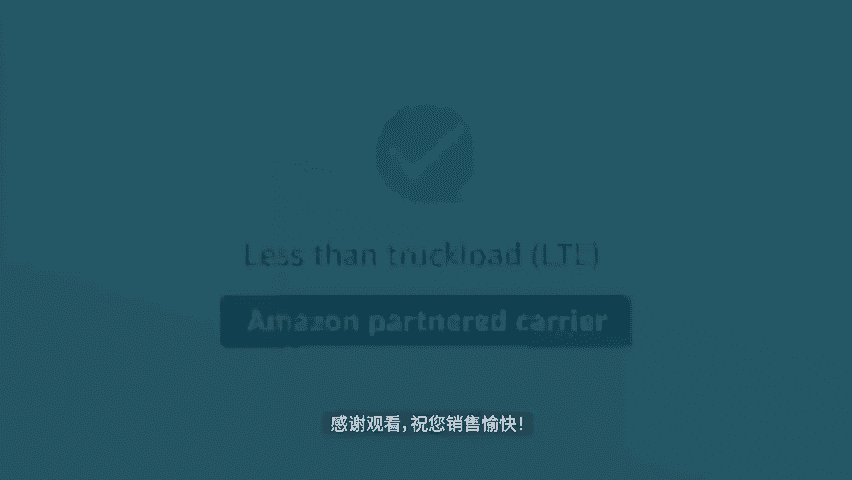 Less than truckload (LTL)
Amazon partnered carrier
感谢观看,祝您销售愉快!